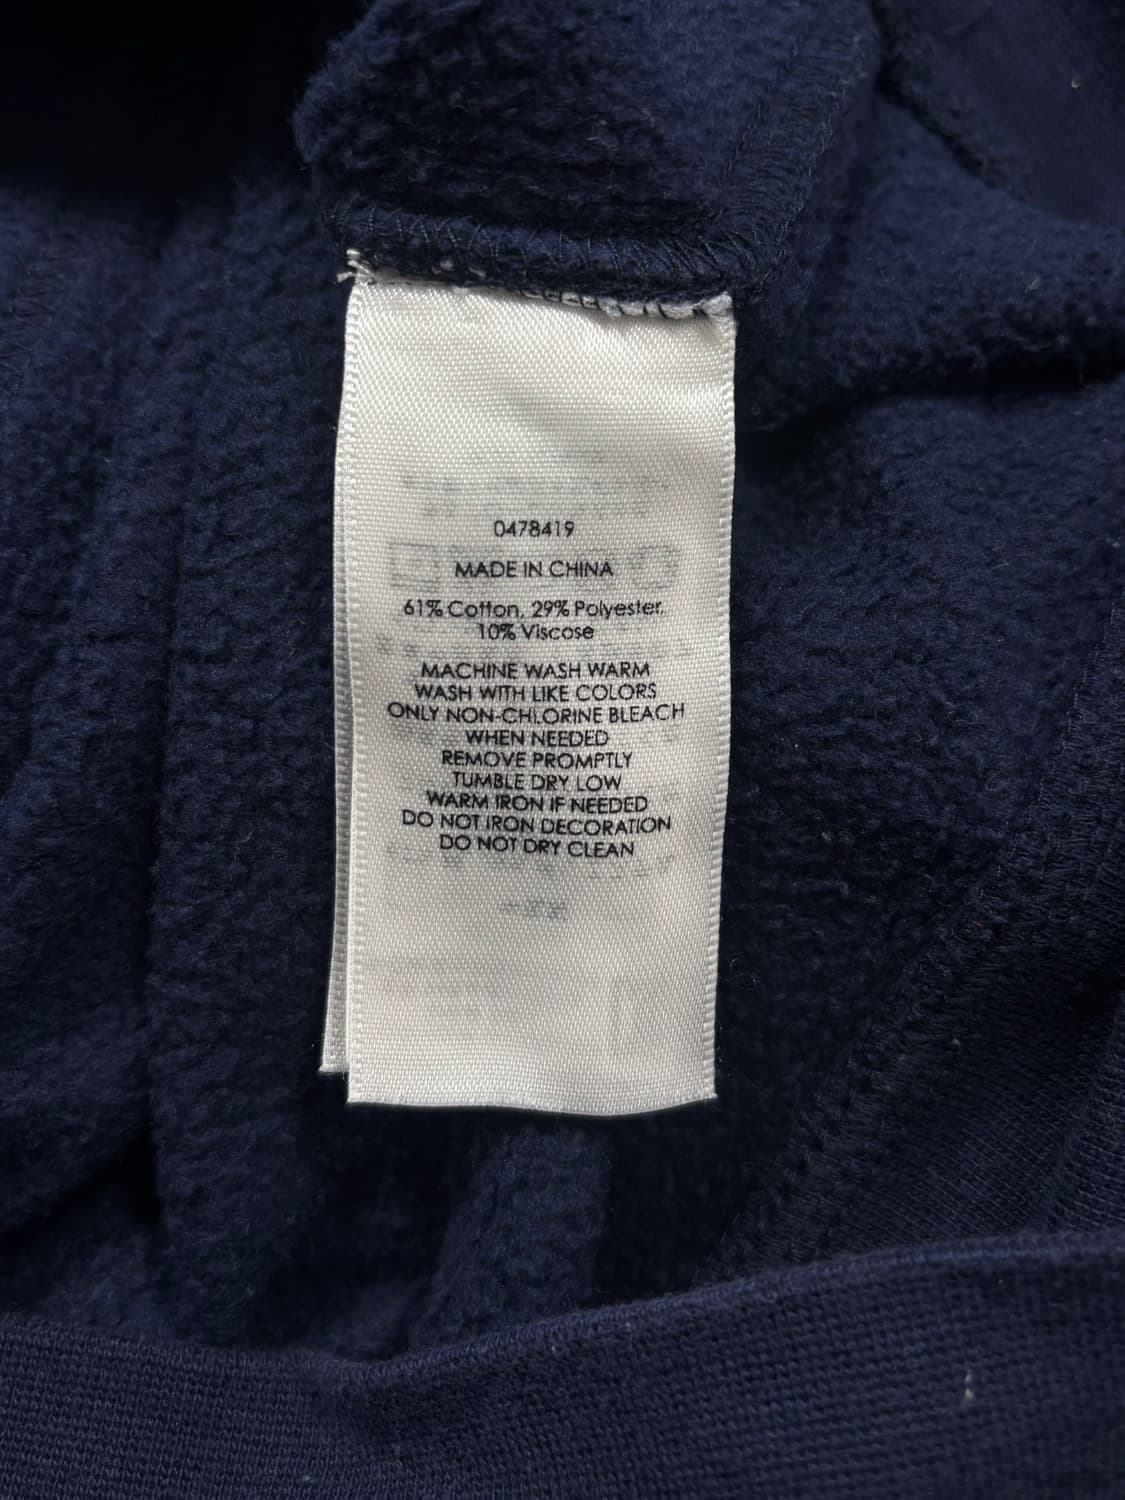 0478419
MADE IN CHINA
61% Cotton, 29% Polyester,
10% Viscose
MACHINE WASH WARM
WASH WITH LIKE COLORS
ONLY NON-CHLORINE BLEACH
WHEN NEEDED
REMOVE PROMPTLY
TUMBLE DRY LOW
WARM IRON IF NEEDED
DO NOT IRON DECORATION
DO NOT DRY CLEAN